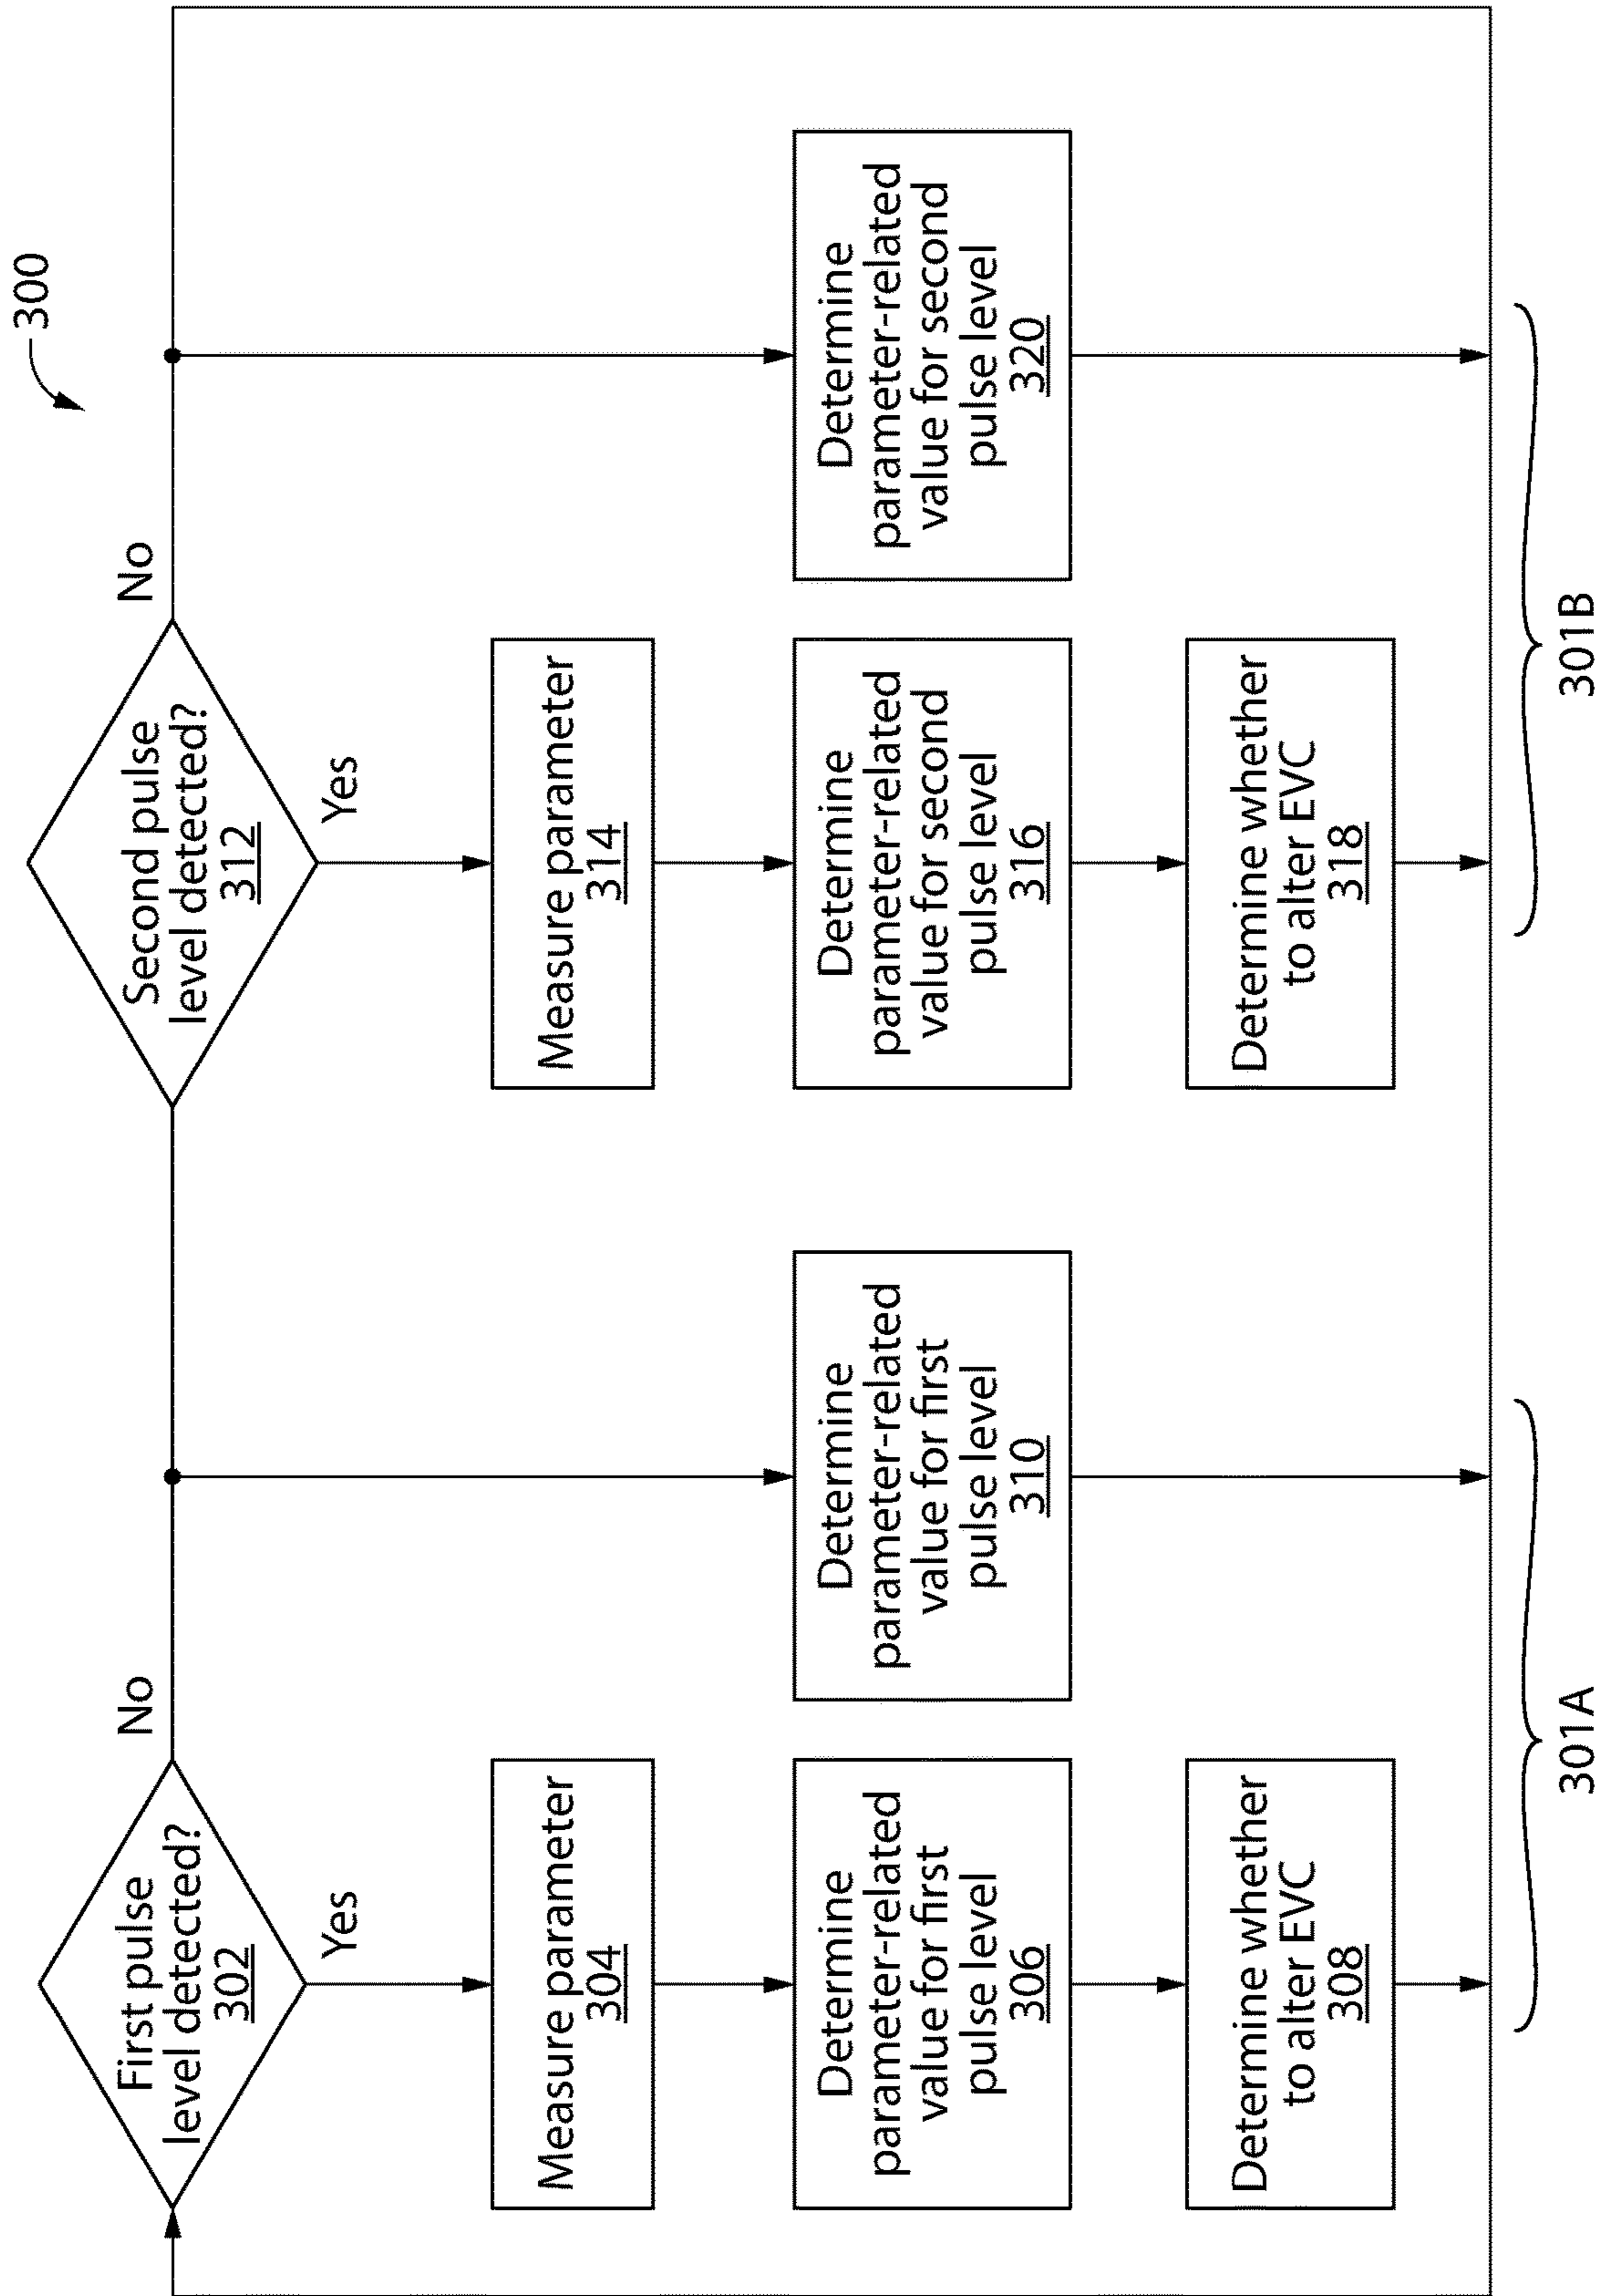 300
First pulse
level detected?
302
No
Yes
Measure parameter
304
Determine
parameter-related
value for first
pulse level
306
Determine whether
to alter EVC
308
Determine
parameter-related
value for first
pulse level
310
301A
Second pulse
level detected?
312
No
Yes
Measure parameter
314
Determine
parameter-related
value for second
pulse level
316
Determine whether
to alter EVC
318
Determine
parameter-related
value for second
pulse level
320
301B